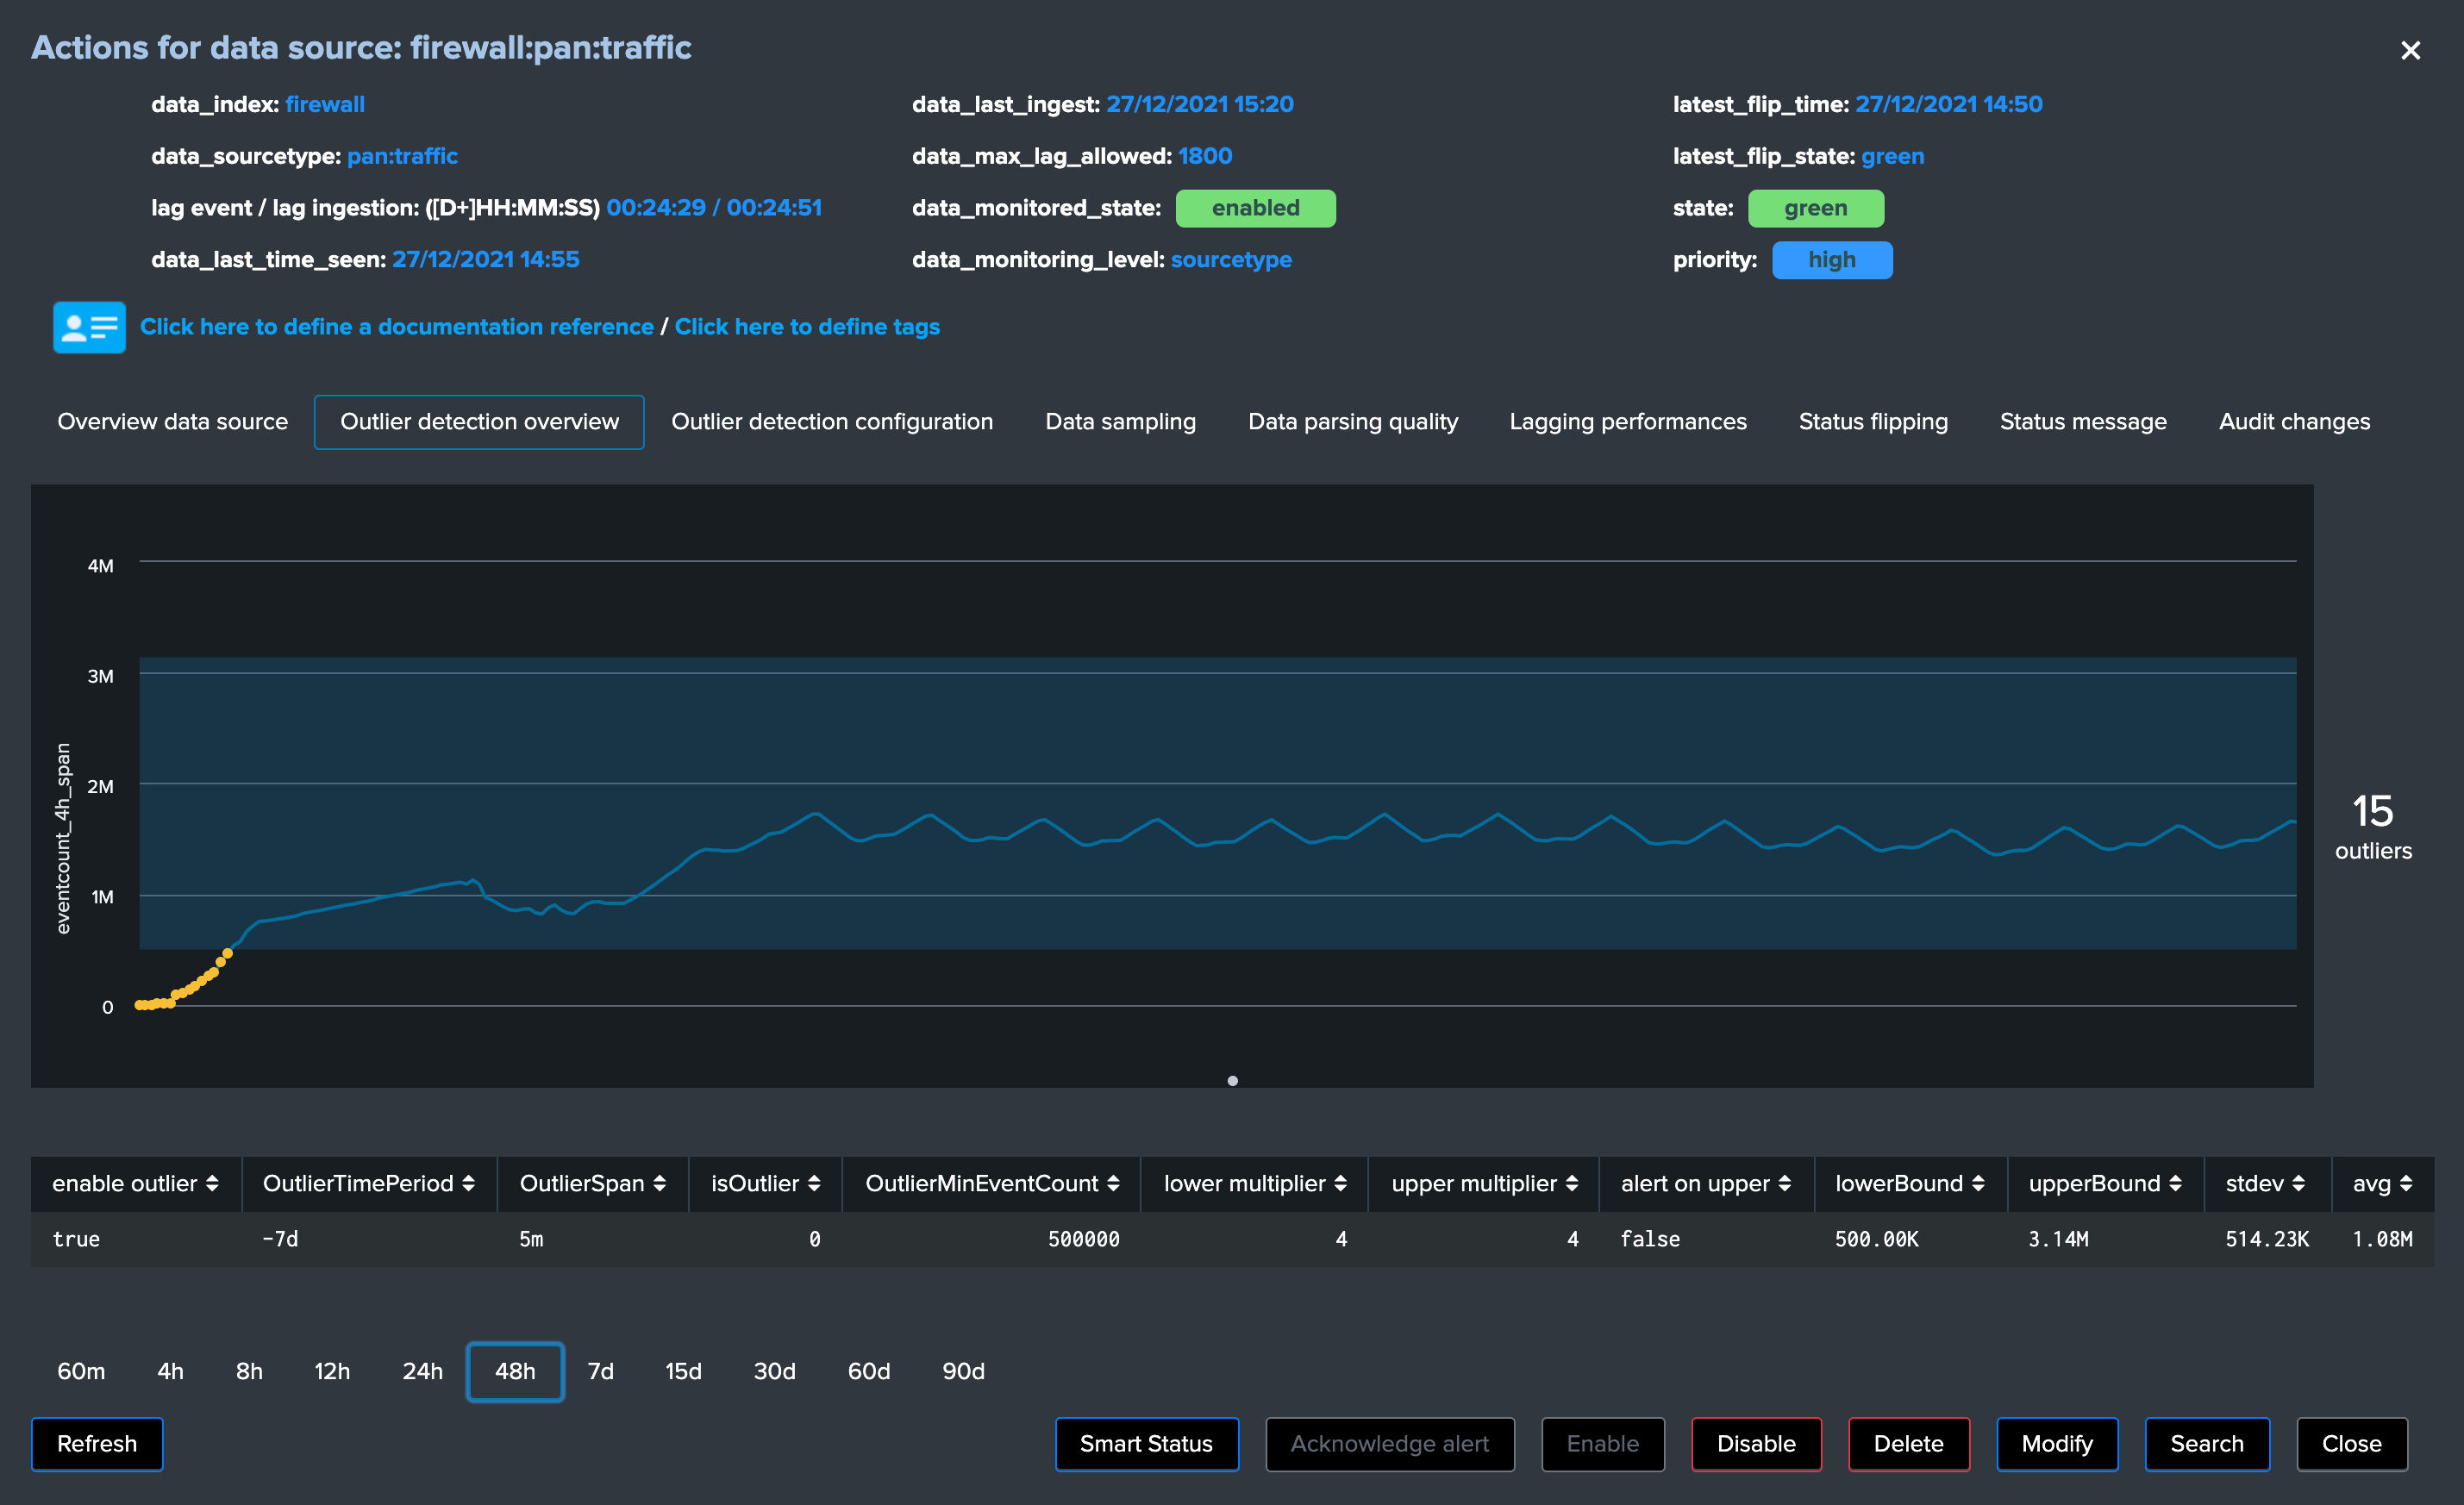 Actions for data source: firewall:pan:traffic
data_index: firewall
data_last_ingest: 27/12/2021 15:20
latest_flip_time: 27/12/2021 14:50
data_sourcetype: pan:traffic
data_max_lag_allowed: 1800
latest_flip_state: green
lag event / lag ingestion: ([D+]HH:MM:SS) 00:24:29 / 00:24:51
data_monitored_state: enabled
state: green
data_last_time_seen: 27/12/2021 14:55
data_monitoring_level: sourcetype
priority: high
Click here to define a documentation reference / Click here to define tags
Overview data source Outlier detection overview Outlier detection configuration Data sampling Data parsing quality Lagging performances Status flipping Status message Audit changes
4M
3M
2M
1M
0
eventcount_4h_span
15
outliers
enable outlier OutlierTimePeriod OutlierSpan isOutlier OutlierMinEventCount lower multiplier upper multiplier alert on upper lowerBound upperBound stdev avg
true -7d 5m 0 500000 4 4 false 500.00K 3.14M 514.23K 1.08M
60m 4h 8h 12h 24h 48h 7d 15d 30d 60d 90d
Refresh Smart Status Acknowledge alert Enable Disable Delete Modify Search Close